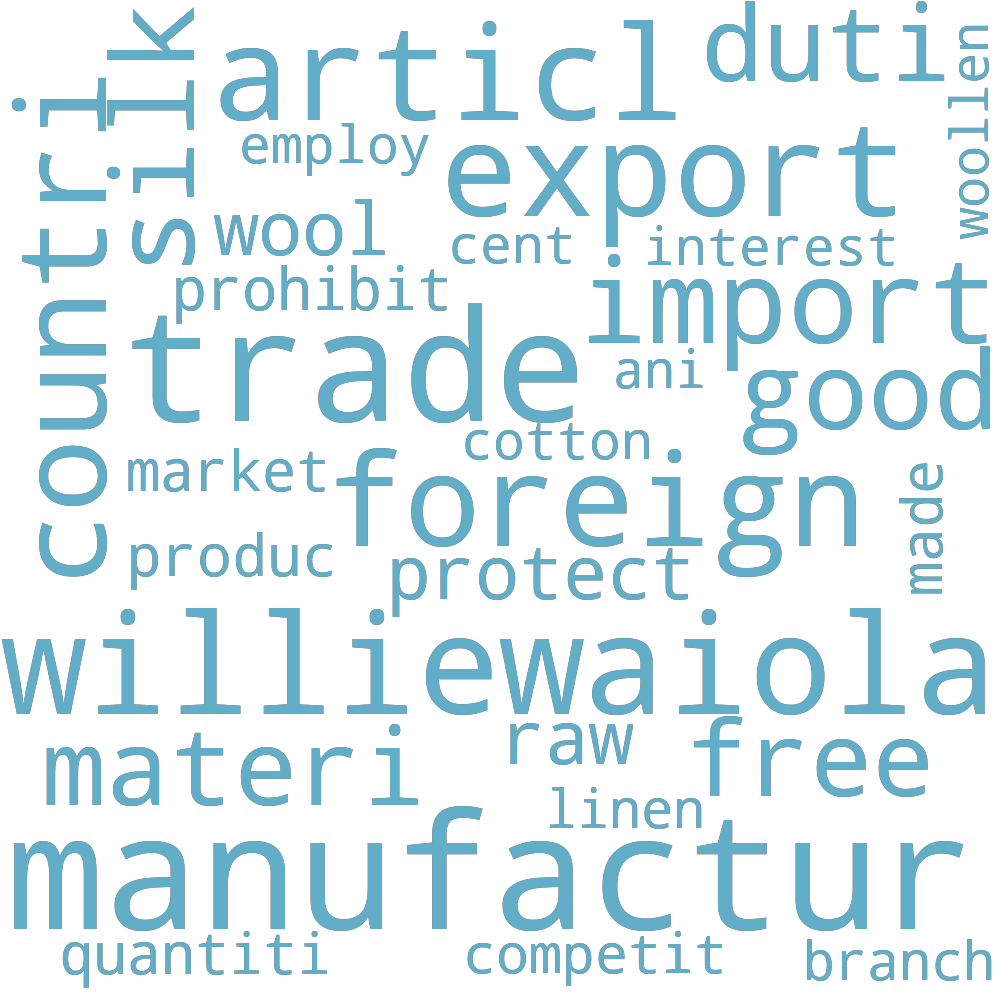 articl
duti
silk
countri
woollen
employ
export
wool
cent
interest
prohibit
import
trade
ani
good
cotton
market
foreign
made
produc
protect
williewaiola
raw
free
materi
linen
manufactur
quantiti
competit
branch